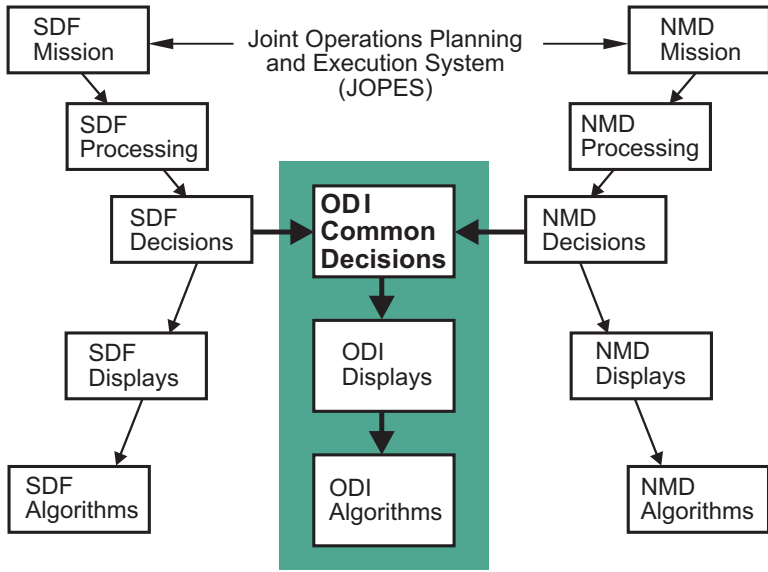 SDF
Mission
Joint Operations Planning
and Execution System
(JOPES)
NMD
Mission
SDF
Processing
NMD
Processing
SDF
Decisions
ODI
Common
Decisions
NMD
Decisions
SDF
Displays
ODI
Displays
NMD
Displays
SDF
Algorithms
ODI
Algorithms
NMD
Algorithms